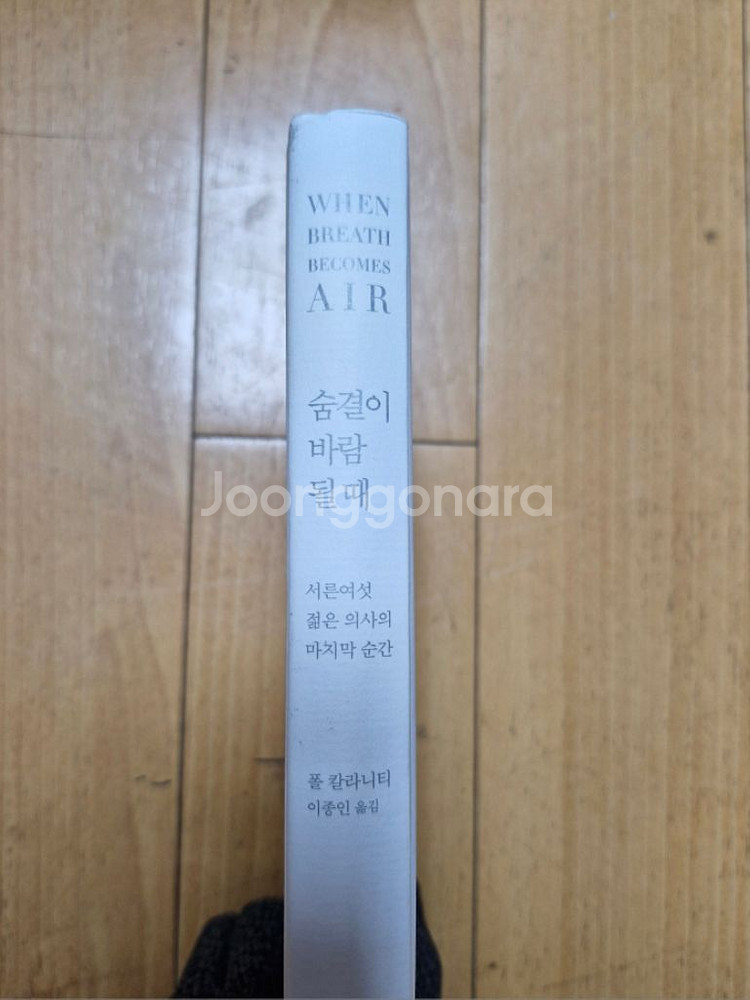 WHEN
BREATH
BECOMES
AIR
숨결이
바람
될 때
Joonggonara
서른여섯
젊은 의사의
마지막 순간
폴 칼라니티
이종인 옮김